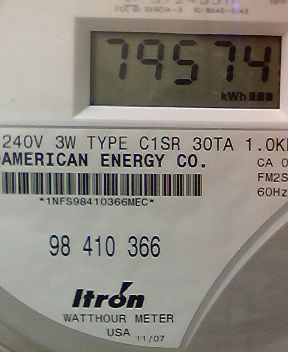 79574
kWh
240V 3W TYPE C1SR 30TA 1.0K
AMERICAN ENERGY CO.
CA 0
FM2S
60Hz
*1NFS98410366MEC*
98 410 366
Itron
WATTHOUR METER
USA 11/07